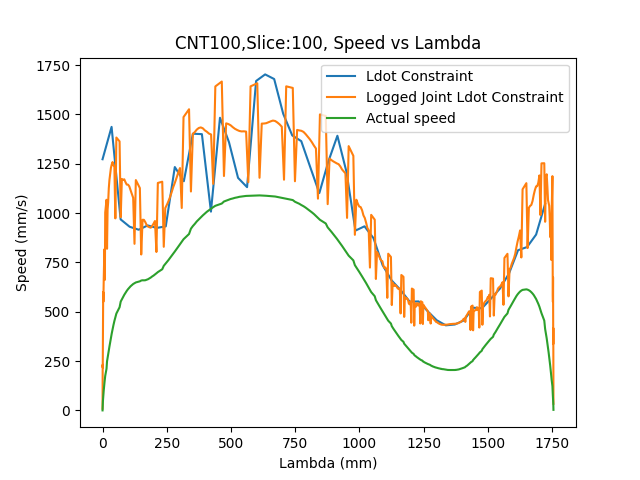 CNT100,Slice:100, Speed vs Lambda
Speed (mm/s)
1750
1500
1250
1000
750
500
250
0
Ldot Constraint
Logged Joint Ldot Constraint
Actual speed
0 250 500 750 1000 1250 1500 1750
Lambda (mm)